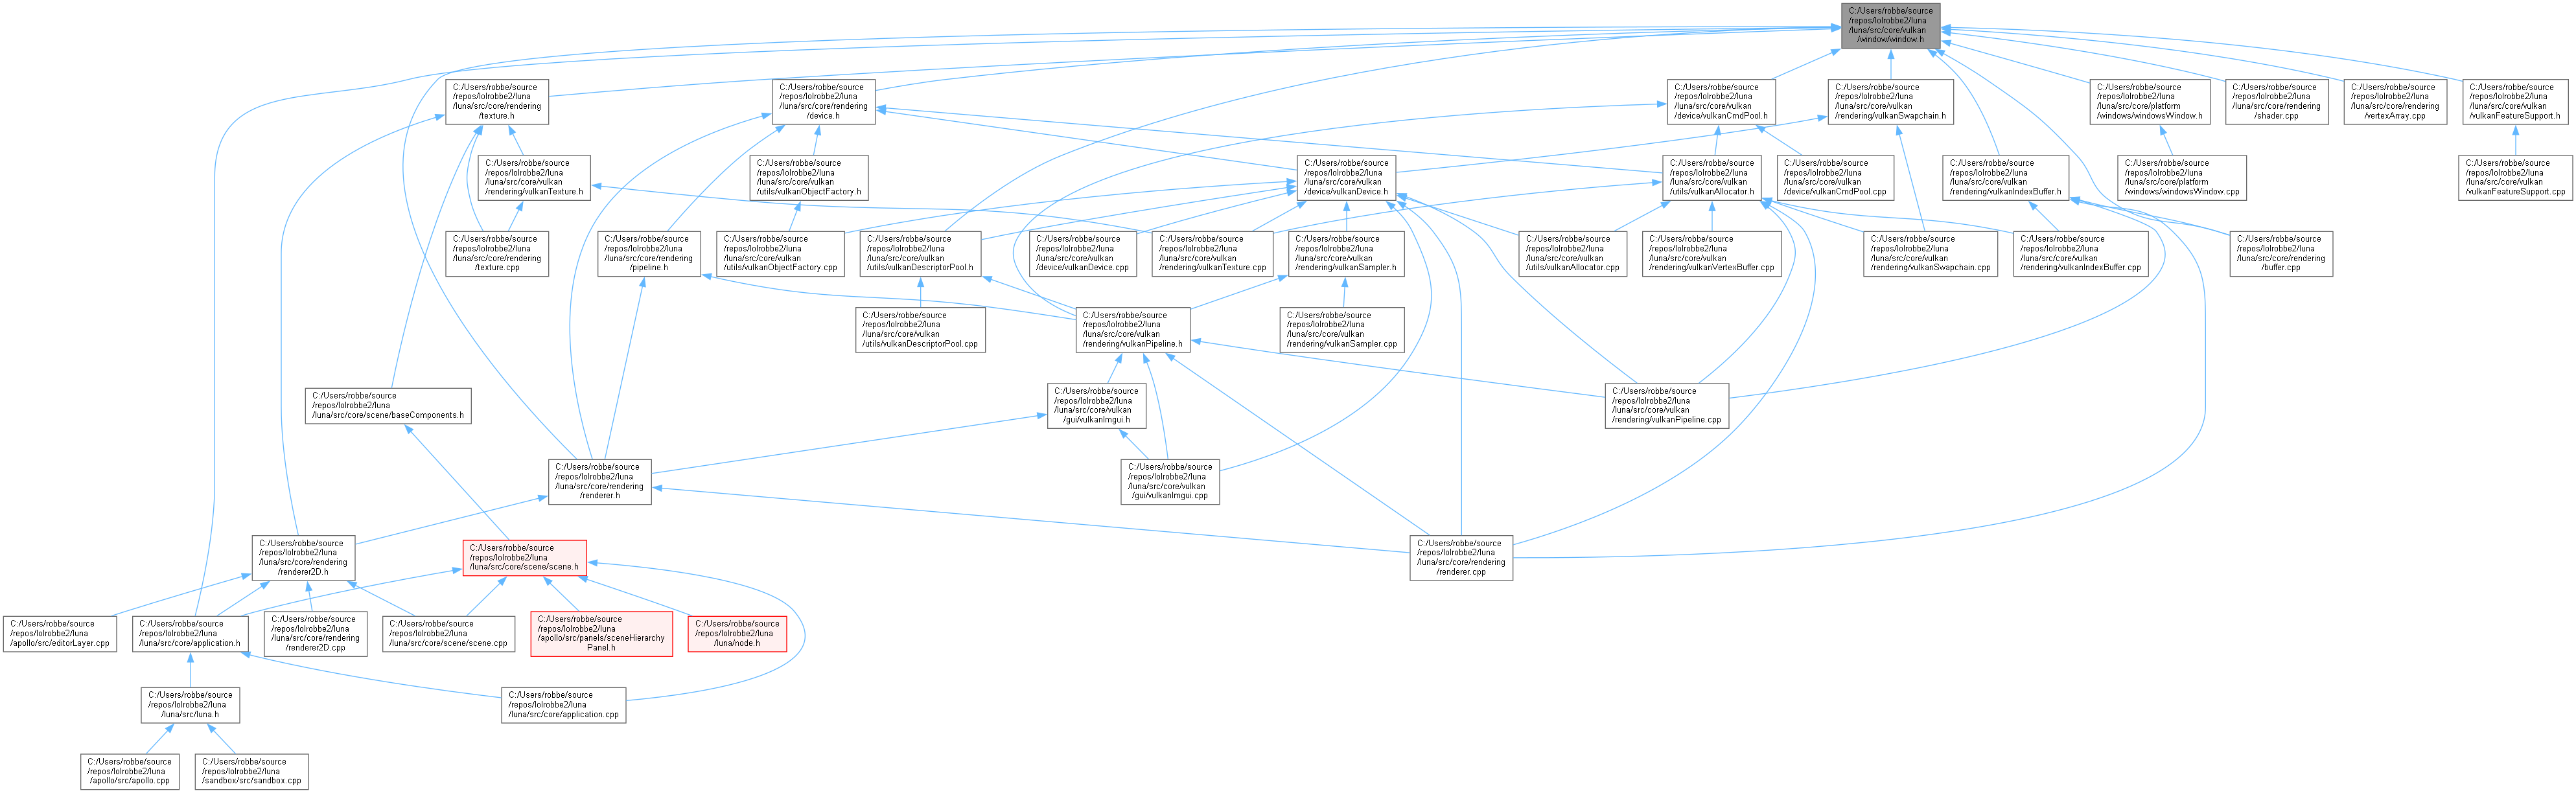 C:/Users/robbe/source
/repos/lolrobbe2/luna
/luna/src/core/vulkan
/window/window.h
C:/Users/robbe/source
/repos/lolrobbe2/luna
/luna/src/core/rendering
/texture.h
C:/Users/robbe/source
/repos/lolrobbe2/luna
/luna/src/core/rendering
/device.h
C:/Users/robbe/source
/repos/lolrobbe2/luna
/luna/src/core/vulkan
/device/vulkanCmdPool.h
C:/Users/robbe/source
/repos/lolrobbe2/luna
/luna/src/core/vulkan
/rendering/vulkanSwapchain.h
C:/Users/robbe/source
/repos/lolrobbe2/luna
/luna/src/core/platform
/windows/windowsWindow.h
C:/Users/robbe/source
/repos/lolrobbe2/luna
/luna/src/core/rendering
/shader.cpp
C:/Users/robbe/source
/repos/lolrobbe2/luna
/luna/src/core/rendering
/vertexArray.cpp
C:/Users/robbe/source
/repos/lolrobbe2/luna
/luna/src/core/vulkan
/vulkanFeatureSupport.h
C:/Users/robbe/source
/repos/lolrobbe2/luna
/luna/src/core/vulkan
/rendering/vulkanTexture.h
C:/Users/robbe/source
/repos/lolrobbe2/luna
/luna/src/core/vulkan
/utils/vulkanObjectFactory.h
C:/Users/robbe/source
/repos/lolrobbe2/luna
/luna/src/core/vulkan
/device/vulkanDevice.h
C:/Users/robbe/source
/repos/lolrobbe2/luna
/luna/src/core/vulkan
/utils/vulkanAllocator.h
C:/Users/robbe/source
/repos/lolrobbe2/luna
/luna/src/core/vulkan
/device/vulkanCmdPool.cpp
C:/Users/robbe/source
/repos/lolrobbe2/luna
/luna/src/core/vulkan
/rendering/vulkanIndexBuffer.h
C:/Users/robbe/source
/repos/lolrobbe2/luna
/luna/src/core/platform
/windows/windowsWindow.cpp
C:/Users/robbe/source
/repos/lolrobbe2/luna
/luna/src/core/vulkan
/vulkanFeatureSupport.cpp
C:/Users/robbe/source
/repos/lolrobbe2/luna
/luna/src/core/rendering
/texture.cpp
C:/Users/robbe/source
/repos/lolrobbe2/luna
/luna/src/core/rendering
/pipeline.h
C:/Users/robbe/source
/repos/lolrobbe2/luna
/luna/src/core/vulkan
/utils/vulkanObjectFactory.cpp
C:/Users/robbe/source
/repos/lolrobbe2/luna
/luna/src/core/vulkan
/utils/vulkanDescriptorPool.h
C:/Users/robbe/source
/repos/lolrobbe2/luna
/luna/src/core/vulkan
/device/vulkanDevice.cpp
C:/Users/robbe/source
/repos/lolrobbe2/luna
/luna/src/core/vulkan
/rendering/vulkanTexture.cpp
C:/Users/robbe/source
/repos/lolrobbe2/luna
/luna/src/core/vulkan
/rendering/vulkanSampler.h
C:/Users/robbe/source
/repos/lolrobbe2/luna
/luna/src/core/vulkan
/utils/vulkanAllocator.cpp
C:/Users/robbe/source
/repos/lolrobbe2/luna
/luna/src/core/vulkan
/rendering/vulkanVertexBuffer.cpp
C:/Users/robbe/source
/repos/lolrobbe2/luna
/luna/src/core/vulkan
/rendering/vulkanSwapchain.cpp
C:/Users/robbe/source
/repos/lolrobbe2/luna
/luna/src/core/vulkan
/rendering/vulkanIndexBuffer.cpp
C:/Users/robbe/source
/repos/lolrobbe2/luna
/luna/src/core/rendering
/buffer.cpp
C:/Users/robbe/source
/repos/lolrobbe2/luna
/luna/src/core/vulkan
/utils/vulkanDescriptorPool.cpp
C:/Users/robbe/source
/repos/lolrobbe2/luna
/luna/src/core/vulkan
/rendering/vulkanPipeline.h
C:/Users/robbe/source
/repos/lolrobbe2/luna
/luna/src/core/vulkan
/rendering/vulkanSampler.cpp
C:/Users/robbe/source
/repos/lolrobbe2/luna
/luna/src/core/scene/baseComponents.h
C:/Users/robbe/source
/repos/lolrobbe2/luna
/luna/src/core/vulkan
/gui/vulkanImgui.h
C:/Users/robbe/source
/repos/lolrobbe2/luna
/luna/src/core/vulkan
/rendering/vulkanPipeline.cpp
C:/Users/robbe/source
/repos/lolrobbe2/luna
/luna/src/core/rendering
/renderer.h
C:/Users/robbe/source
/repos/lolrobbe2/luna
/luna/src/core/vulkan
/gui/vulkanImgui.cpp
C:/Users/robbe/source
/repos/lolrobbe2/luna
/luna/src/core/rendering
/renderer2D.h
C:/Users/robbe/source
/repos/lolrobbe2/luna
/luna/src/core/scene/scene.h
C:/Users/robbe/source
/repos/lolrobbe2/luna
/luna/src/core/rendering
/renderer.cpp
C:/Users/robbe/source
/repos/lolrobbe2/luna
/apollo/src/editorLayer.cpp
C:/Users/robbe/source
/repos/lolrobbe2/luna
/luna/src/core/application.h
C:/Users/robbe/source
/repos/lolrobbe2/luna
/luna/src/core/rendering
/renderer2D.cpp
C:/Users/robbe/source
/repos/lolrobbe2/luna
/luna/src/core/scene/scene.cpp
C:/Users/robbe/source
/repos/lolrobbe2/luna
/apollo/src/panels/sceneHierarchy
Panel.h
C:/Users/robbe/source
/repos/lolrobbe2/luna
/luna/node.h
C:/Users/robbe/source
/repos/lolrobbe2/luna
/luna/src/luna.h
C:/Users/robbe/source
/repos/lolrobbe2/luna
/luna/src/core/application.cpp
C:/Users/robbe/source
/repos/lolrobbe2/luna
/apollo/src/apollo.cpp
C:/Users/robbe/source
/repos/lolrobbe2/luna
/sandbox/src/sandbox.cpp